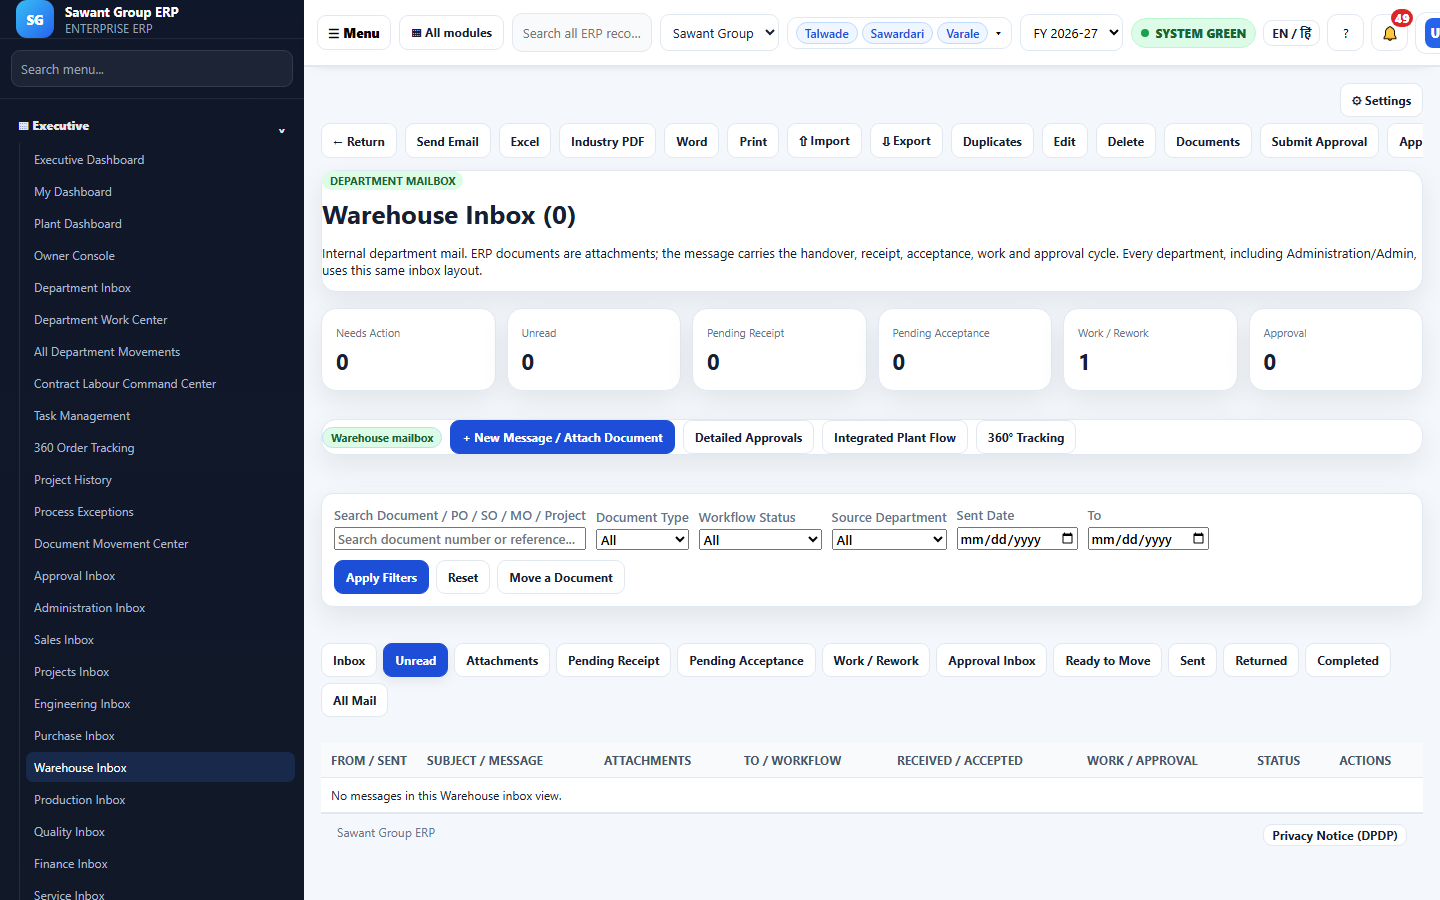 SG
Sawant Group ERP
ENTERPRISE ERP
Search menu...
Executive
Executive Dashboard
My Dashboard
Plant Dashboard
Owner Console
Department Inbox
Department Work Center
All Department Movements
Contract Labour Command Center
Task Management
360 Order Tracking
Project History
Process Exceptions
Document Movement Center
Approval Inbox
Administration Inbox
Sales Inbox
Projects Inbox
Engineering Inbox
Purchase Inbox
Warehouse Inbox
Production Inbox
Quality Inbox
Finance Inbox
Service Inbox
☰ Menu
All modules
Search all ERP reco...
Sawant Group
Talwade
Sawardari
Varale
FY 2026-27
SYSTEM GREEN
EN / हिं
?
49
U
⚙ Settings
← Return
Send Email
Excel
Industry PDF
Word
Print
⇧ Import
⇩ Export
Duplicates
Edit
Delete
Documents
Submit Approval
App
DEPARTMENT MAILBOX
Warehouse Inbox (0)
Internal department mail. ERP documents are attachments; the message carries the handover, receipt, acceptance, work and approval cycle. Every department, including Administration/Admin,
uses this same inbox layout.
Needs Action
0
Unread
0
Pending Receipt
0
Pending Acceptance
0
Work / Rework
1
Approval
0
Warehouse mailbox
+ New Message / Attach Document
Detailed Approvals
Integrated Plant Flow
360° Tracking
Search Document / PO / SO / MO / Project
Document Type
Workflow Status
Source Department
Sent Date
To
Search document number or reference...
All
All
All
mm/dd/yyyy
mm/dd/yyyy
Apply Filters
Reset
Move a Document
Inbox
Unread
Attachments
Pending Receipt
Pending Acceptance
Work / Rework
Approval Inbox
Ready to Move
Sent
Returned
Completed
All Mail
FROM / SENT
SUBJECT / MESSAGE
ATTACHMENTS
TO / WORKFLOW
RECEIVED / ACCEPTED
WORK / APPROVAL
STATUS
ACTIONS
No messages in this Warehouse inbox view.
Sawant Group ERP
Privacy Notice (DPDP)